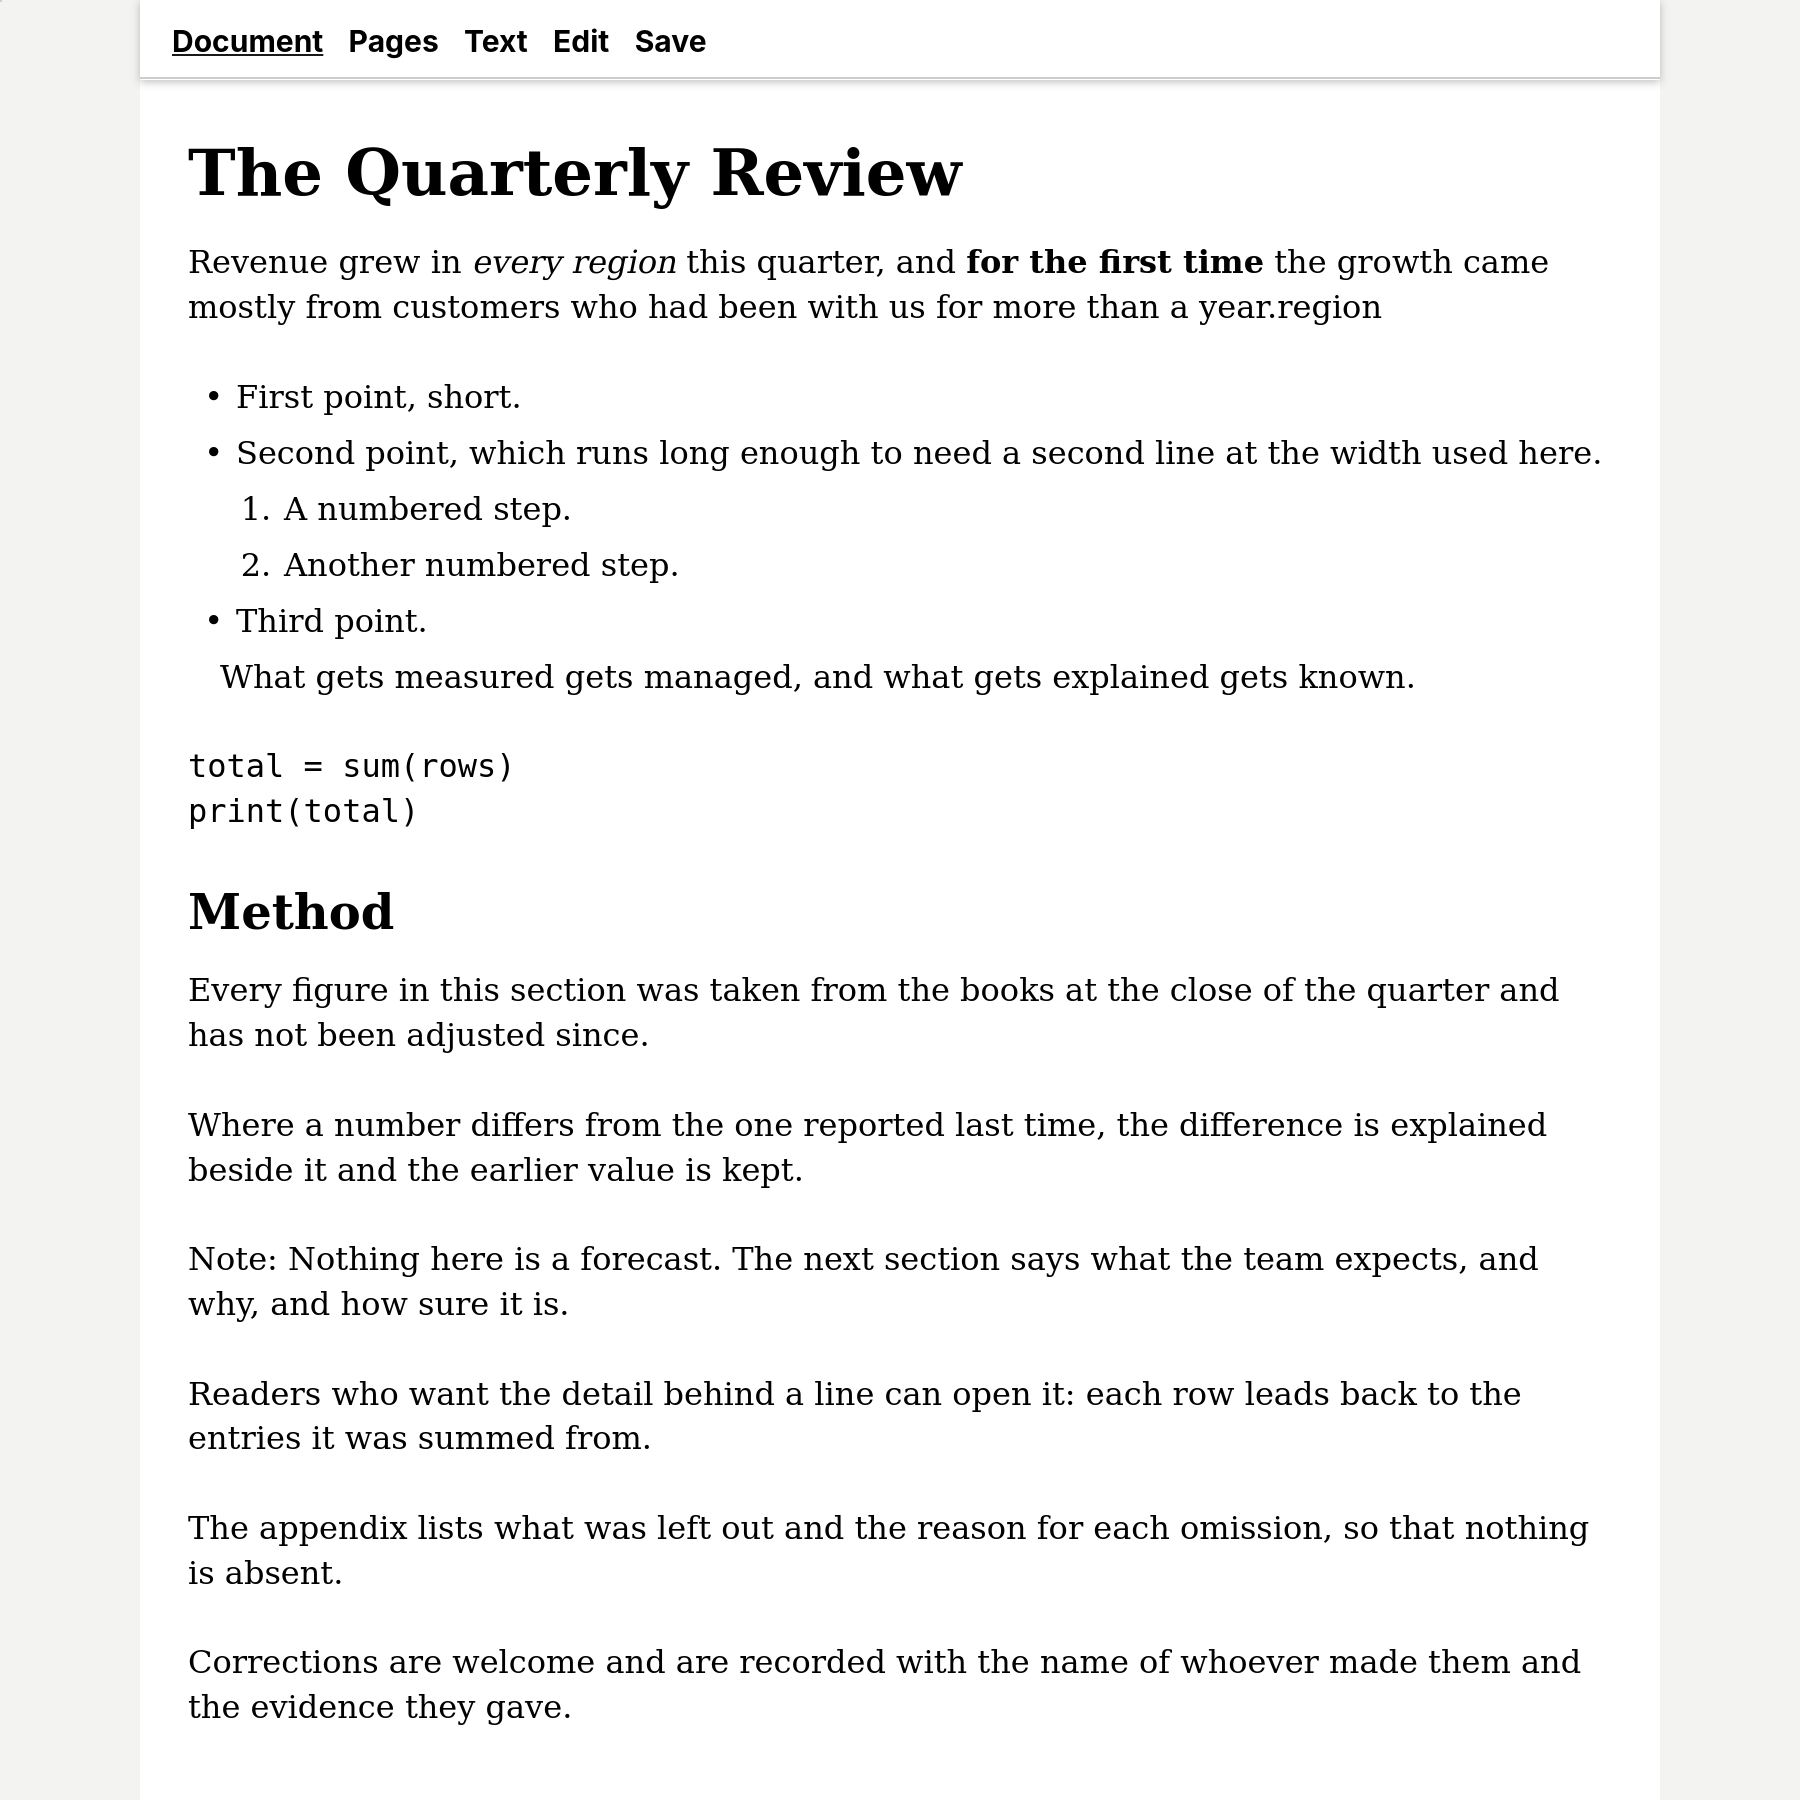 Document Pages Text Edit Save
The Quarterly Review
Revenue grew in every region this quarter, and for the first time the growth came
mostly from customers who had been with us for more than a year.region
• First point, short.
• Second point, which runs long enough to need a second line at the width used here.
1. A numbered step.
2. Another numbered step.
• Third point.
What gets measured gets managed, and what gets explained gets known.
total = sum(rows)
print(total)
Method
Every figure in this section was taken from the books at the close of the quarter and
has not been adjusted since.
Where a number differs from the one reported last time, the difference is explained
beside it and the earlier value is kept.
Note: Nothing here is a forecast. The next section says what the team expects, and
why, and how sure it is.
Readers who want the detail behind a line can open it: each row leads back to the
entries it was summed from.
The appendix lists what was left out and the reason for each omission, so that nothing
is absent.
Corrections are welcome and are recorded with the name of whoever made them and
the evidence they gave.